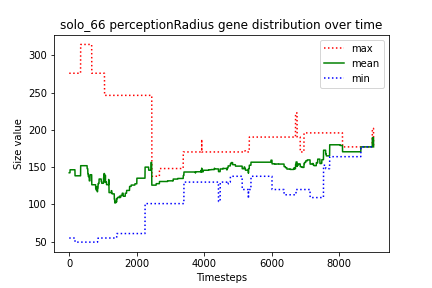 solo_66 perceptionRadius gene distribution over time
Size value
300
250
200
150
100
50
max
mean
min
0
2000
4000
6000
8000
Timesteps